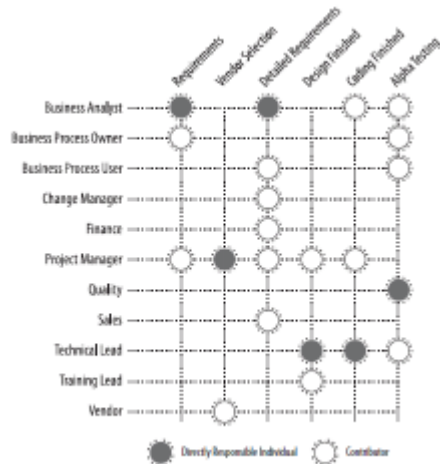 Requirements
Vendor Selection
Detailed Requirements
Design Finished
Coding Finished
Alpha Testing
Business Analyst
Business Process Owner
Business Process User
Change Manager
Finance
Project Manager
Quality
Sales
Technical Lead
Training Lead
Vendor
Directly Responsible Individual Contributor